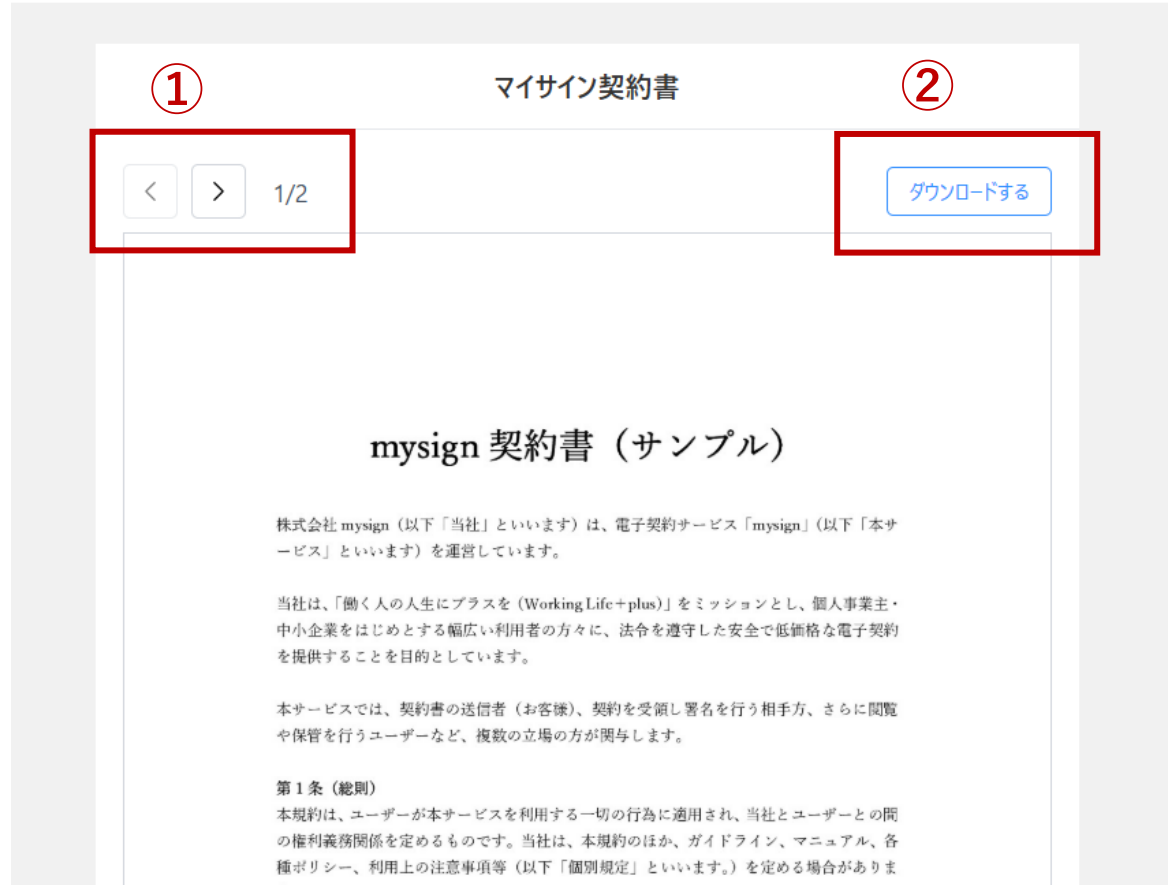 ①
マイサイン契約書
②
< > 1/2
ダウンロードする
mysign 契約書（サンプル）
株式会社 mysign（以下「当社」といいます）は、電子契約サービス「mysign」（以下「本サ
ービス」といいます）を運営しています。
当社は、「働く人の人生にプラスを (Working Life+plus)」をミッションとし、個人事業主・
中小企業をはじめとする幅広い利用者の方々に、法令を遵守した安全で低価格な電子契約
を提供することを目的としています。
本サービスでは、契約書の送信者（お客様）、契約を受領し署名を行う相手方、さらに閲覧
や保管を行うユーザーなど、複数の立場の方が関与します。
第１条（総則）
本規約は、ユーザーが本サービスを利用する一切の行為に適用され、当社とユーザーとの間
の権利義務関係を定めるものです。当社は、本規約のほか、ガイドライン、マニュアル、各
種ポリシー、利用上の注意事項等（以下「個別規定」といいます。）を定める場合がありま